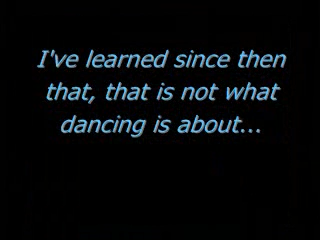 I've learned since then
that, that is not what
dancing is about...